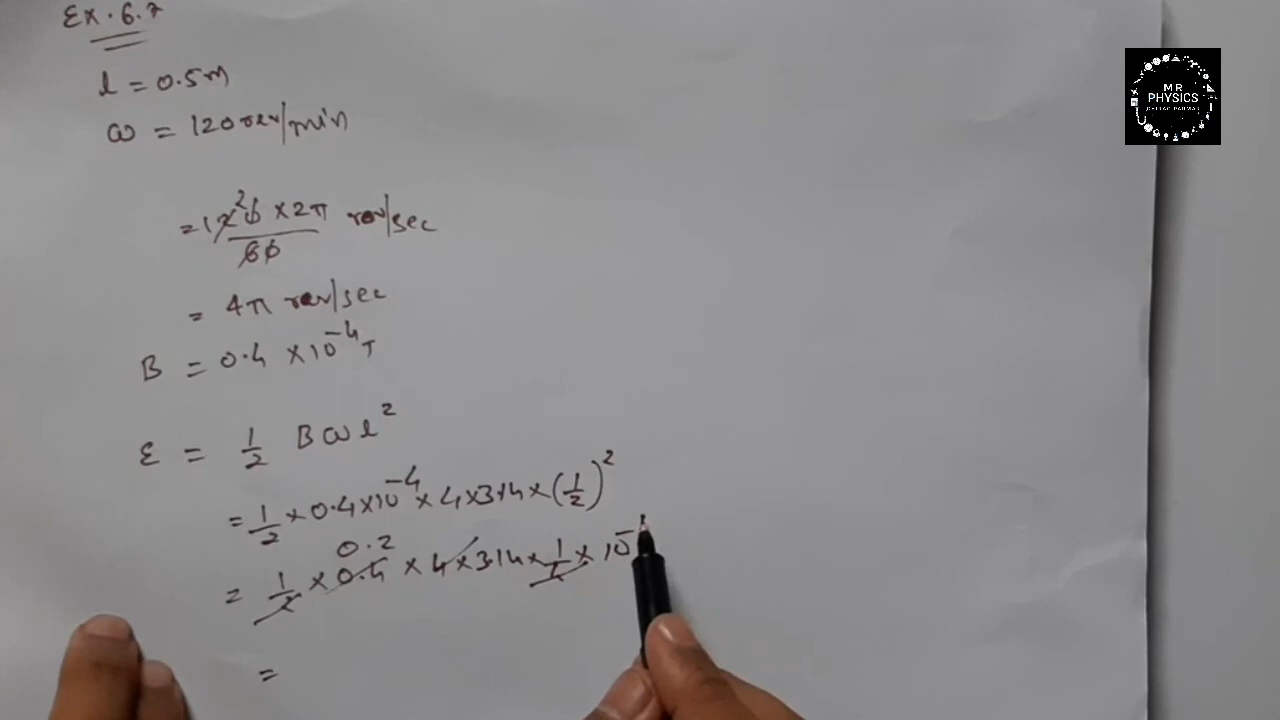 Ex. 6.7
l = 0.5m
ω = 120 rev/min
= 120 × 2π / 60 rev/sec
= 4π rev/sec
B = 0.4 × 10⁻⁴ T
ε = 1/2 B ω l²
= 1/2 × 0.4 × 10⁻⁴ × 4 × 3.14 × (1/2)²
0.2
= 1/2 × 0.4 × 4 × 3.14 × 1/4 × 10⁻
=
MR
PHYSICS